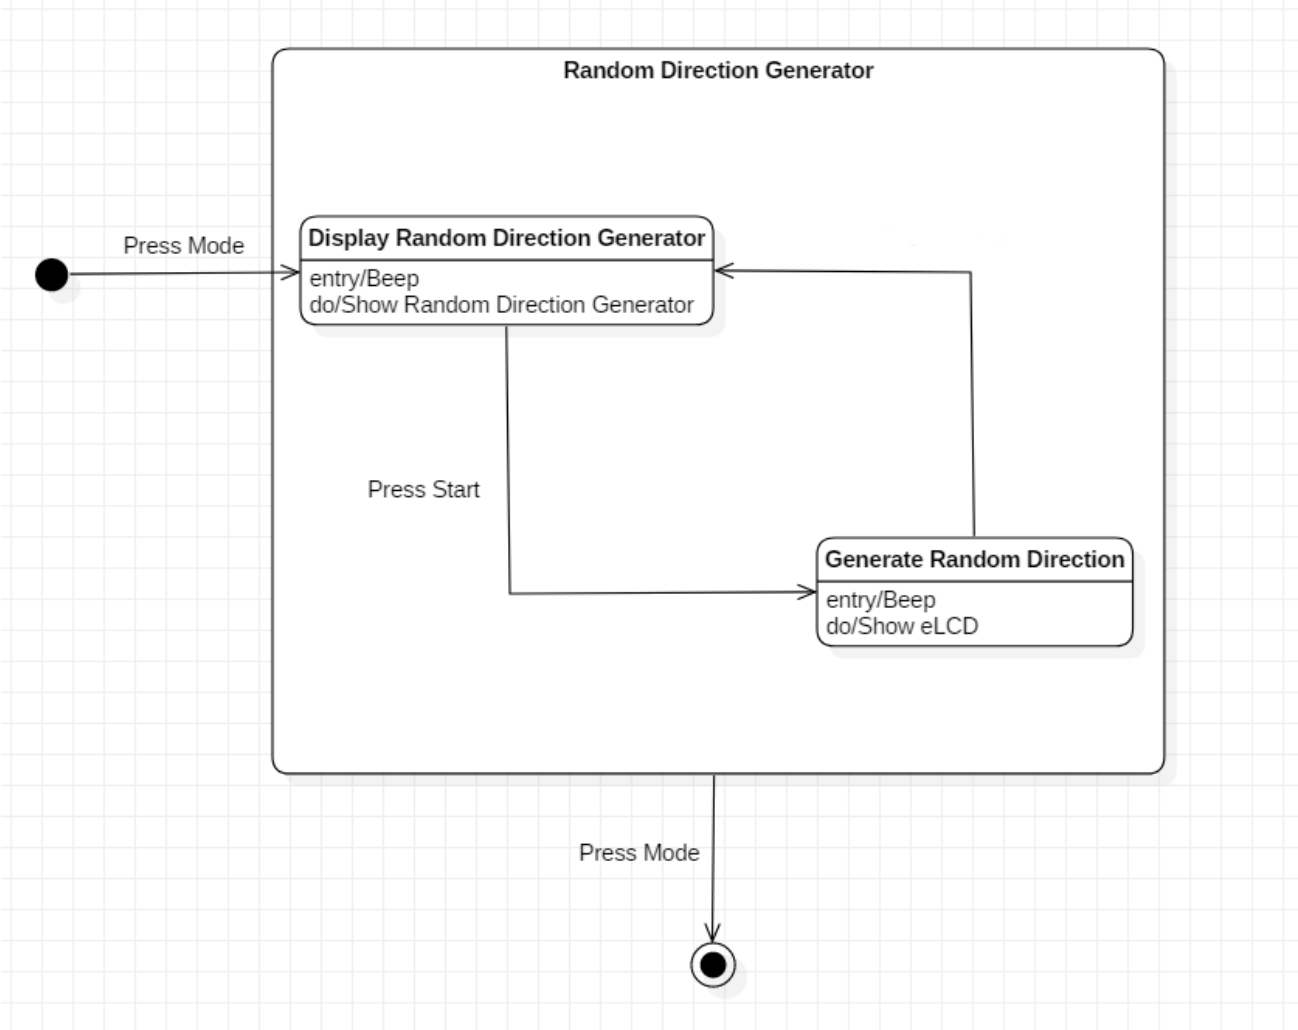 Random Direction Generator
Press Mode
Display Random Direction Generator
entry/Beep
do/Show Random Direction Generator
Press Start
Generate Random Direction
entry/Beep
do/Show eLCD
Press Mode